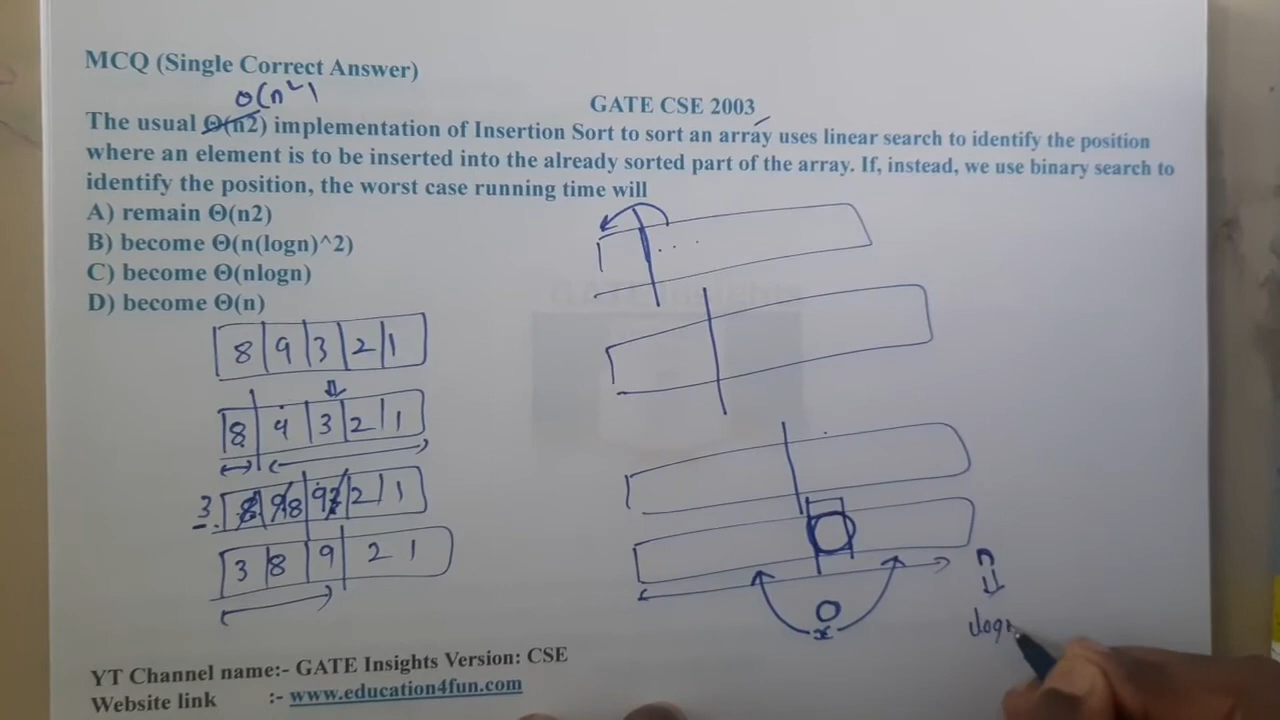 MCQ (Single Correct Answer)
O(n²)
GATE CSE 2003
The usual Θ(n2) implementation of Insertion Sort to sort an array uses linear search to identify the position
where an element is to be inserted into the already sorted part of the array. If, instead, we use binary search to
identify the position, the worst case running time will
A) remain Θ(n2)
B) become Θ(n(logn)^2)
C) become Θ(nlogn)
D) become Θ(n)
8 9 3 2 1
8 9 3 2 1
3 8 9 2 1
3 8 9 2 1
n
x
YT Channel name:- GATE Insights Version: CSE
Website link :- www.education4fun.com